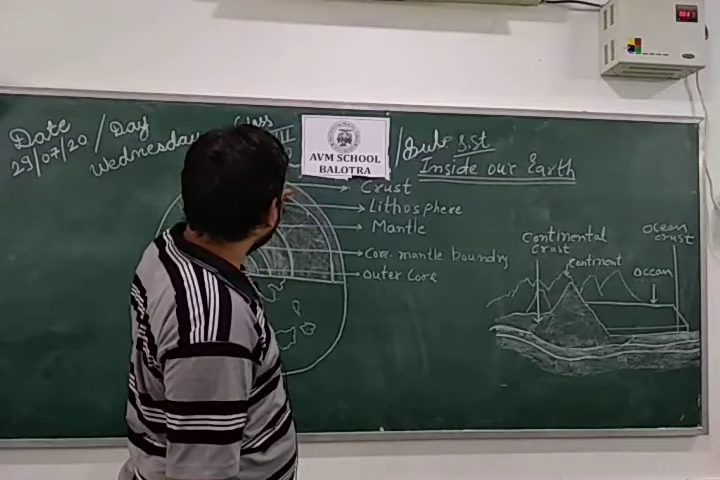 Date / Day
29/07/20 Wednesday
Class
VII
AVM SCHOOL
BALOTRA
/ Sub- S.St
Inside our Earth
Crust
Lithosphere
Mantle
Core-mantle boundry
outer Core
Continental
crust
Continent
ocean
crust
ocean